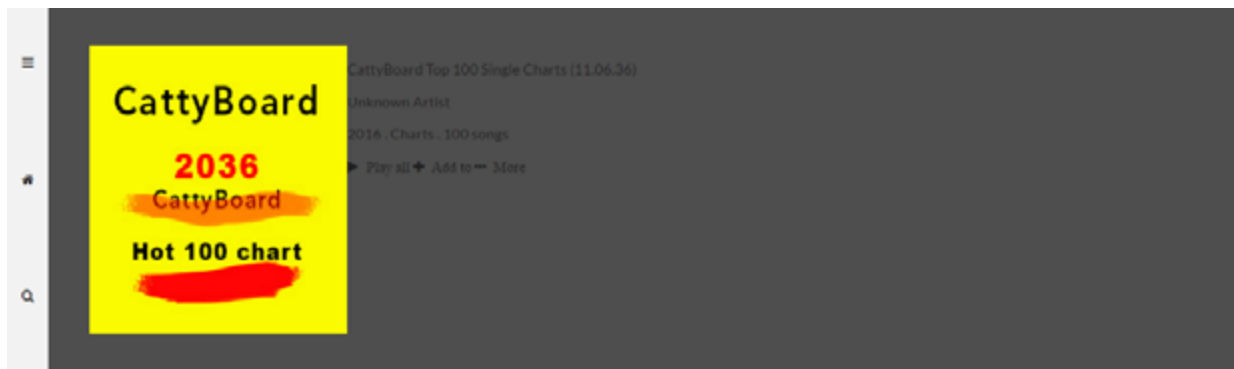 CattyBoard
2036
CattyBoard
Hot 100 chart
CattyBoard Top 100 Single Charts (11.06.36)
Unknown Artist
2016 . Charts . 100 songs
Play all Add to More